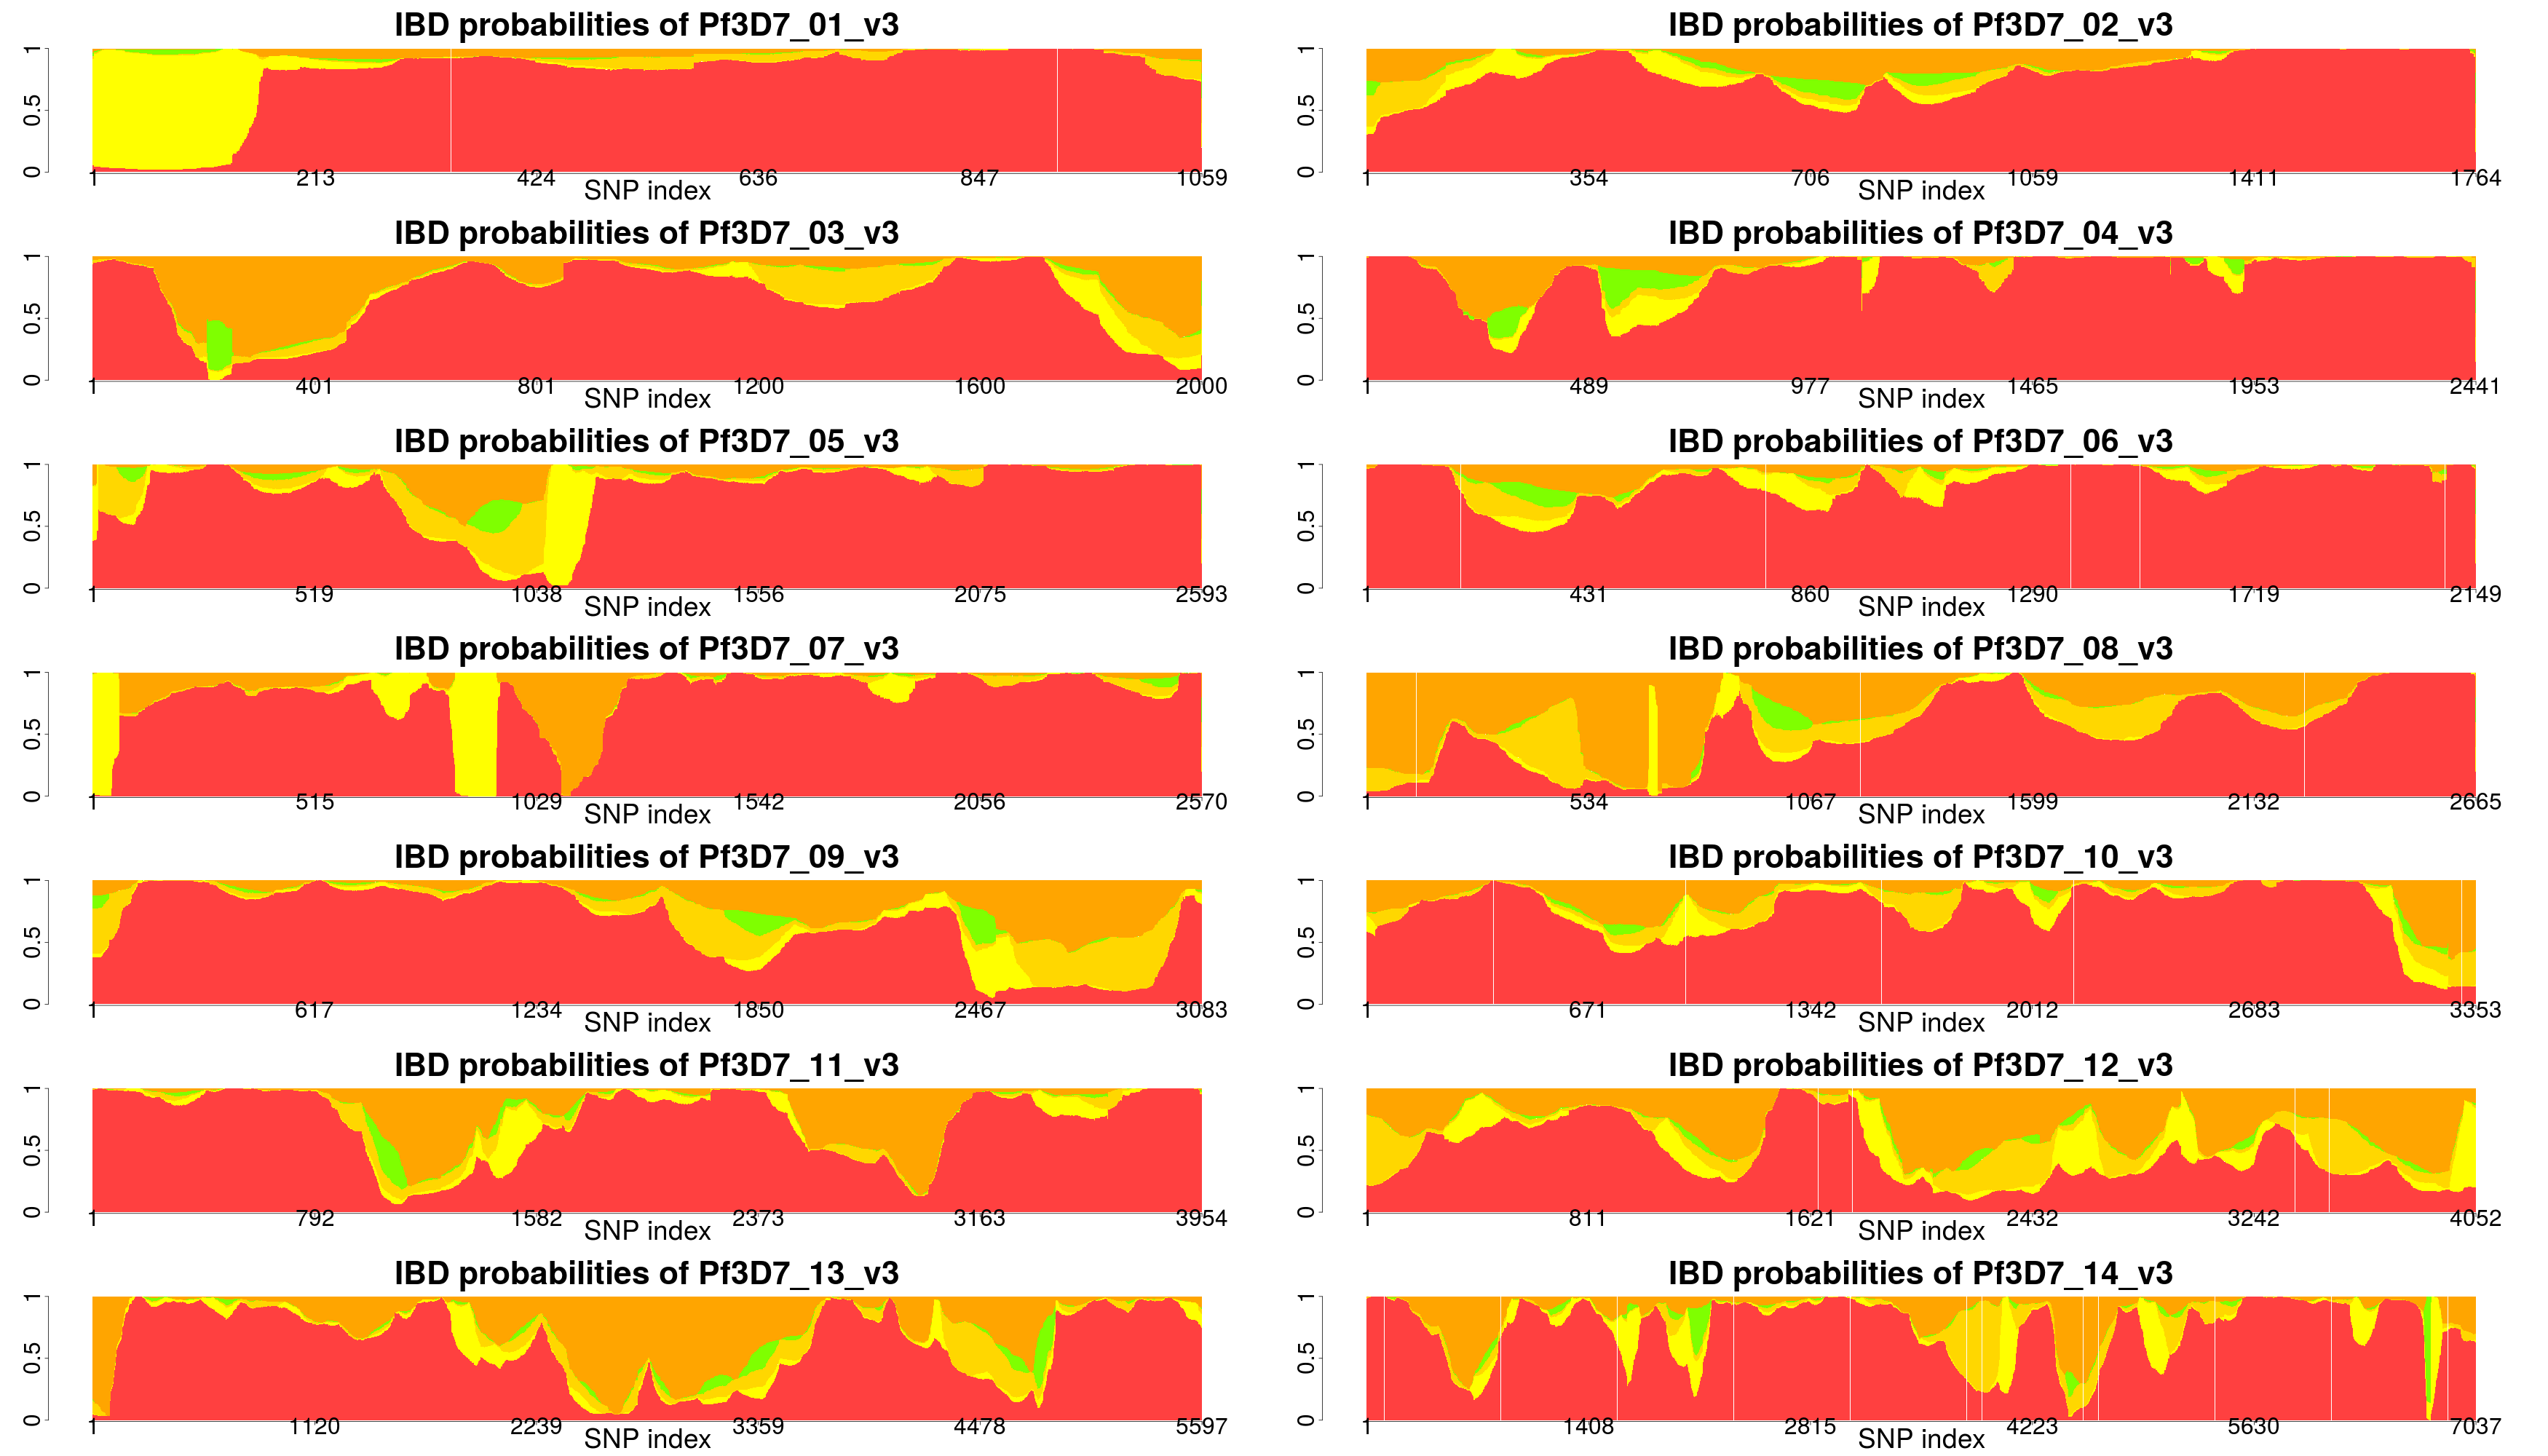 IBD probabilities of Pf3D7_01_v3
0 0.5 1
1 213 424 636 847 1059
SNP index
IBD probabilities of Pf3D7_02_v3
0 0.5 1
1 354 706 1059 1411 1764
SNP index
IBD probabilities of Pf3D7_03_v3
0 0.5 1
1 401 801 1200 1600 2000
SNP index
IBD probabilities of Pf3D7_04_v3
0 0.5 1
1 489 977 1465 1953 2441
SNP index
IBD probabilities of Pf3D7_05_v3
0 0.5 1
1 519 1038 1556 2075 2593
SNP index
IBD probabilities of Pf3D7_06_v3
0 0.5 1
1 431 860 1290 1719 2149
SNP index
IBD probabilities of Pf3D7_07_v3
0 0.5 1
1 515 1029 1542 2056 2570
SNP index
IBD probabilities of Pf3D7_08_v3
0 0.5 1
1 534 1067 1599 2132 2665
SNP index
IBD probabilities of Pf3D7_09_v3
0 0.5 1
1 617 1234 1850 2467 3083
SNP index
IBD probabilities of Pf3D7_10_v3
0 0.5 1
1 671 1342 2012 2683 3353
SNP index
IBD probabilities of Pf3D7_11_v3
0 0.5 1
1 792 1582 2373 3163 3954
SNP index
IBD probabilities of Pf3D7_12_v3
0 0.5 1
1 811 1621 2432 3242 4052
SNP index
IBD probabilities of Pf3D7_13_v3
0 0.5 1
1 1120 2239 3359 4478 5597
SNP index
IBD probabilities of Pf3D7_14_v3
0 0.5 1
1 1408 2815 4223 5630 7037
SNP index